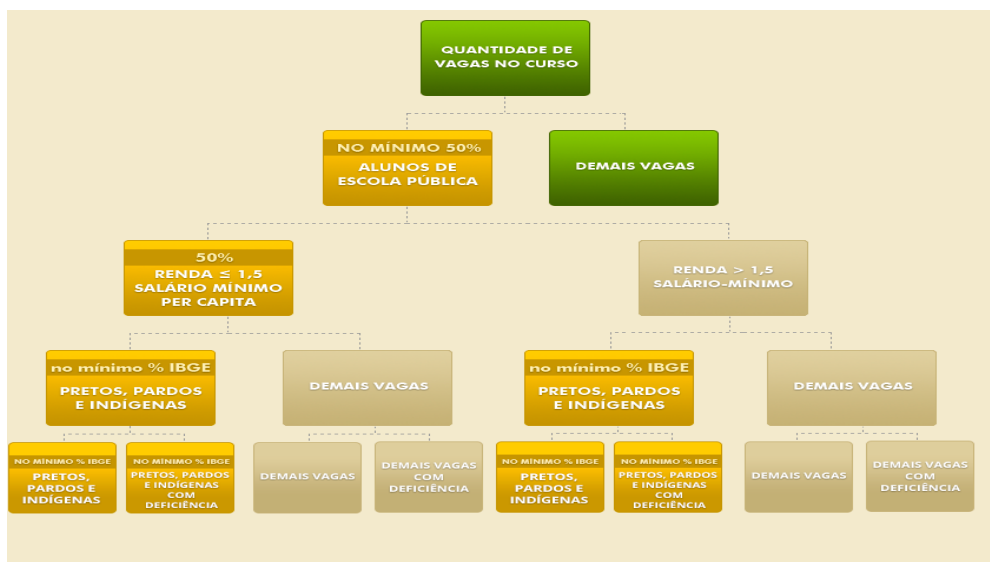 QUANTIDADE DE
VAGAS NO CURSO
NO MÍNIMO 50%
ALUNOS DE
ESCOLA PÚBLICA
DEMAIS VAGAS
50%
RENDA ≤ 1,5
SALÁRIO MÍNIMO
PER CAPITA
RENDA > 1,5
SALÁRIO-MÍNIMO
no mínimo % IBGE
PRETOS, PARDOS
E INDÍGENAS
DEMAIS VAGAS
no mínimo % IBGE
PRETOS, PARDOS
E INDÍGENAS
DEMAIS VAGAS
NO MÍNIMO % IBGE
PRETOS,
PARDOS E
INDÍGENAS
NO MÍNIMO % IBGE
PRETOS, PARDOS
E INDÍGENAS
COM
DEFICIÊNCIA
DEMAIS VAGAS
DEMAIS VAGAS
COM
DEFICIÊNCIA
NO MÍNIMO % IBGE
PRETOS,
PARDOS E
INDÍGENAS
NO MÍNIMO % IBGE
PRETOS, PARDOS
E INDÍGENAS
COM
DEFICIÊNCIA
DEMAIS VAGAS
DEMAIS VAGAS
COM
DEFICIÊNCIA